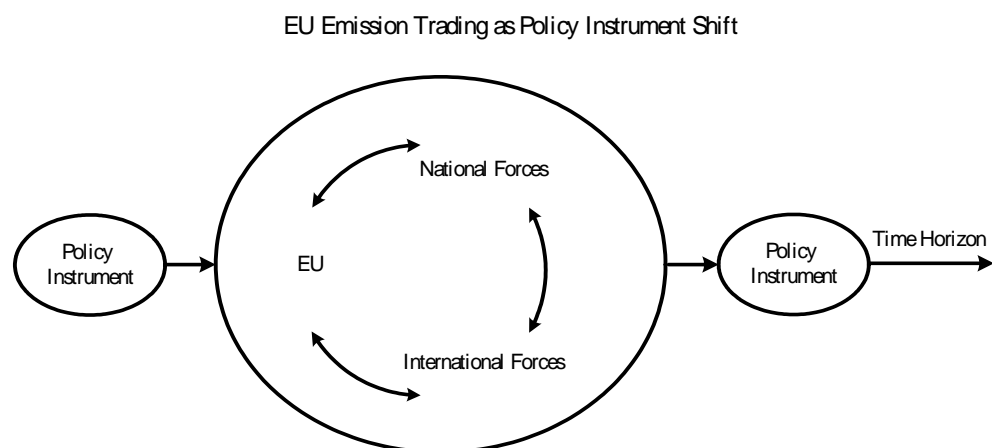 EU Emission Trading as Policy Instrument Shift
National Forces
Policy
Instrument
EU
International Forces
Policy
Instrument
Time Horizon